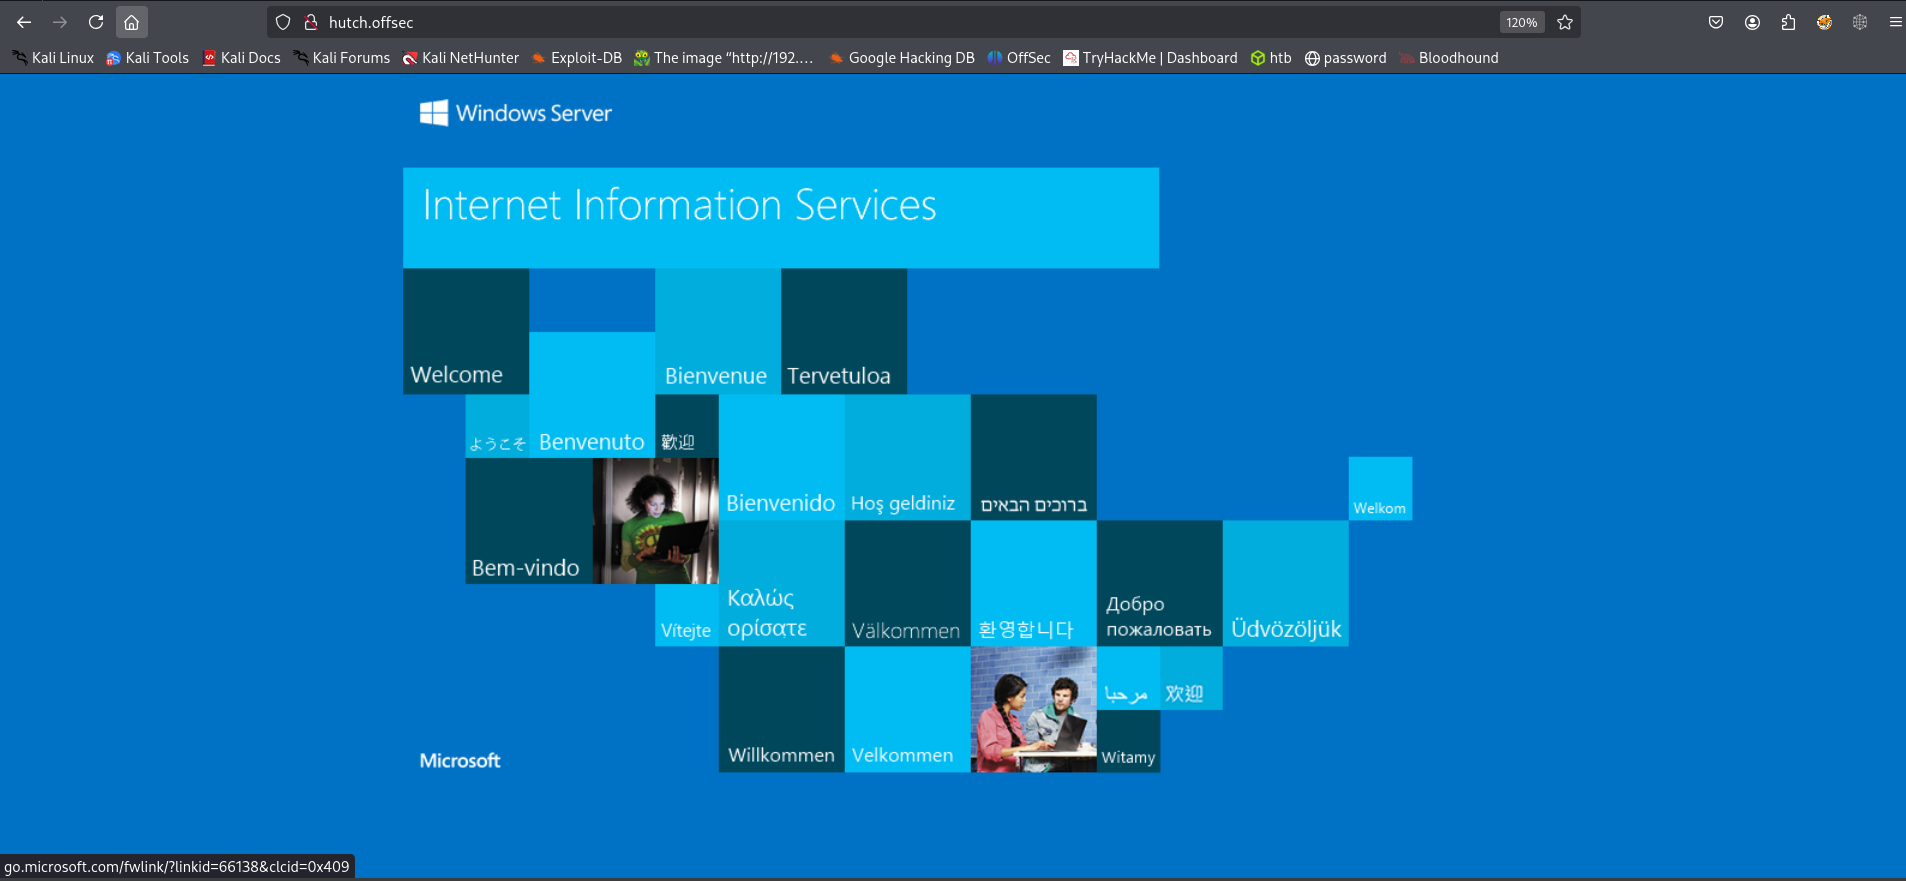 hutch.offsec
120%
Kali Linux
Kali Tools
Kali Docs
Kali Forums
Kali NetHunter
Exploit-DB
The image “http://192.…
Google Hacking DB
OffSec
TryHackMe | Dashboard
htb
password
Bloodhound
Windows Server
Internet Information Services
Welcome
Bienvenue
Tervetuloa
ようこそ
Benvenuto
歡迎
Bienvenido
Hoş geldiniz
ברוכים הבאים
Welkom
Bem-vindo
Vítejte
Καλώς
ορίσατε
Välkommen
환영합니다
Добро
пожаловать
Üdvözöljük
مرحبا
欢迎
Microsoft
Willkommen
Velkommen
Witamy
go.microsoft.com/fwlink/?linkid=66138&clcid=0x409